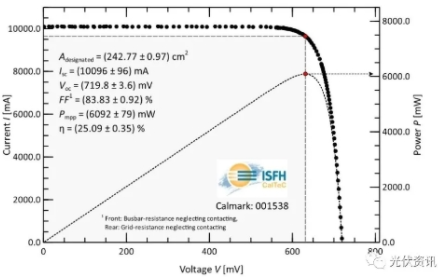 10000.0
8000.0
6000.0
4000.0
2000.0
0.0
Current I [mA]
8000.0
6000.0
4000.0
2000.0
0.0
Power P [mW]
A designated = (242.77 ± 0.97) cm²
Isc = (10096 ± 96) mA
Voc = (719.8 ± 3.6) mV
FF¹ = (83.83 ± 0.92) %
Pmpp = (6092 ± 79) mW
η = (25.09 ± 0.35) %
ISFH
CalTeC
Calmark: 001538
¹ Front: Busbar-resistance neglecting contacting,
Rear: Grid-resistance neglecting contacting
0 200 400 600 800
Voltage V [mV]
光伏资讯